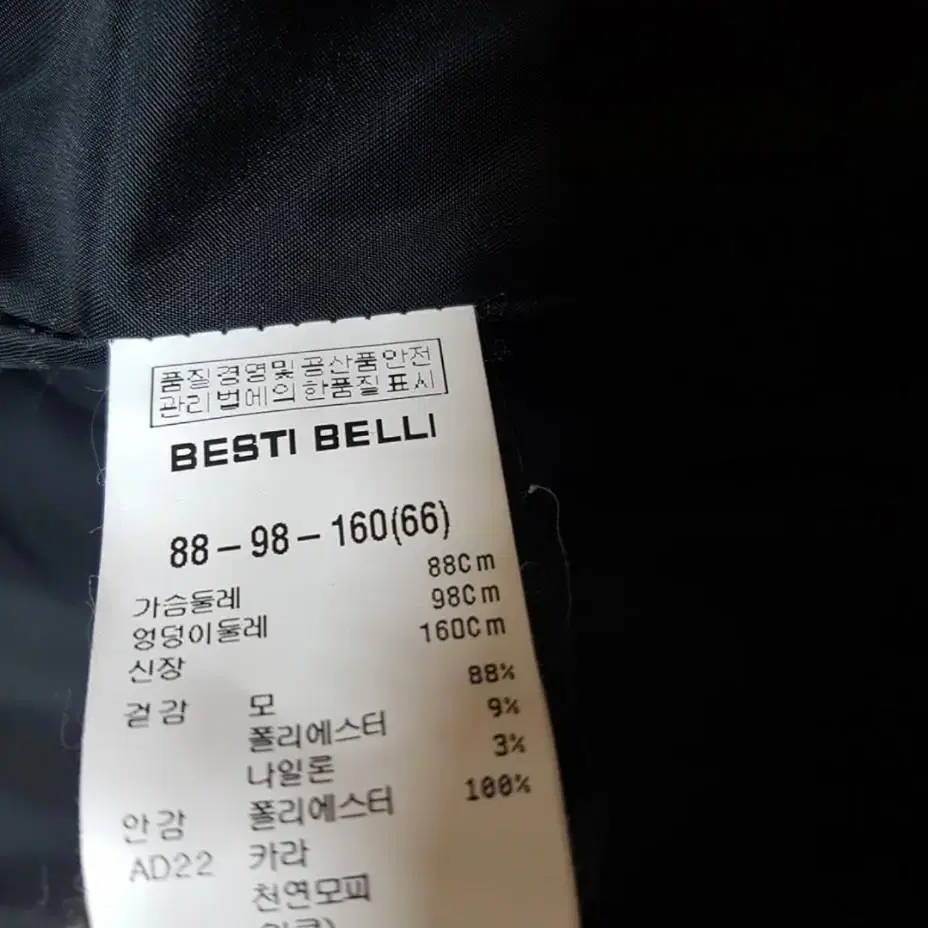 품질경영및공산품안전
관리법에의한품질표시
BESTI BELLI
88-98-160(66)
가슴둘레 88Cm
엉덩이둘레 98Cm
신장 160Cm
겉감 모 88%
폴리에스터 9%
나일론 3%
안감 폴리에스터 100%
AD22 카라
천연모피